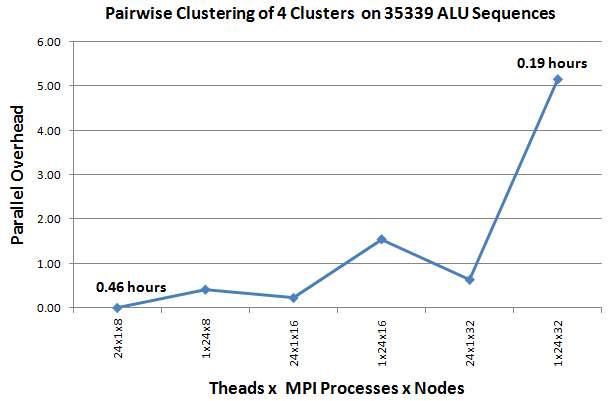 Pairwise Clustering of 4 Clusters on 35339 ALU Sequences
6.00
5.00
4.00
3.00
2.00
1.00
0.00
Parallel Overhead
0.46 hours
0.19 hours
24x1x8
1x24x8
24x1x16
1x24x16
24x1x32
1x24x32
Theads x MPI Processes x Nodes